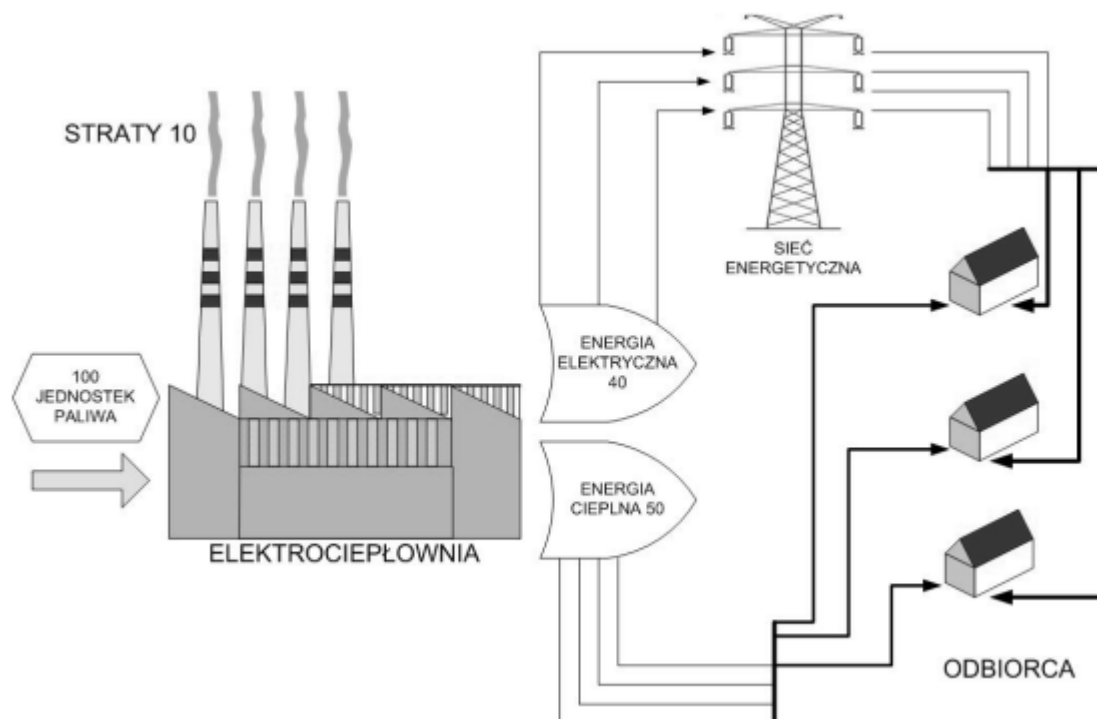 STRATY 10
100
JEDNOSTEK
PALIWA
ELEKTROCIEPŁOWNIA
ENERGIA
ELEKTRYCZNA
40
ENERGIA
CIEPLNA 50
SIEĆ
ENERGETYCZNA
ODBIORCA